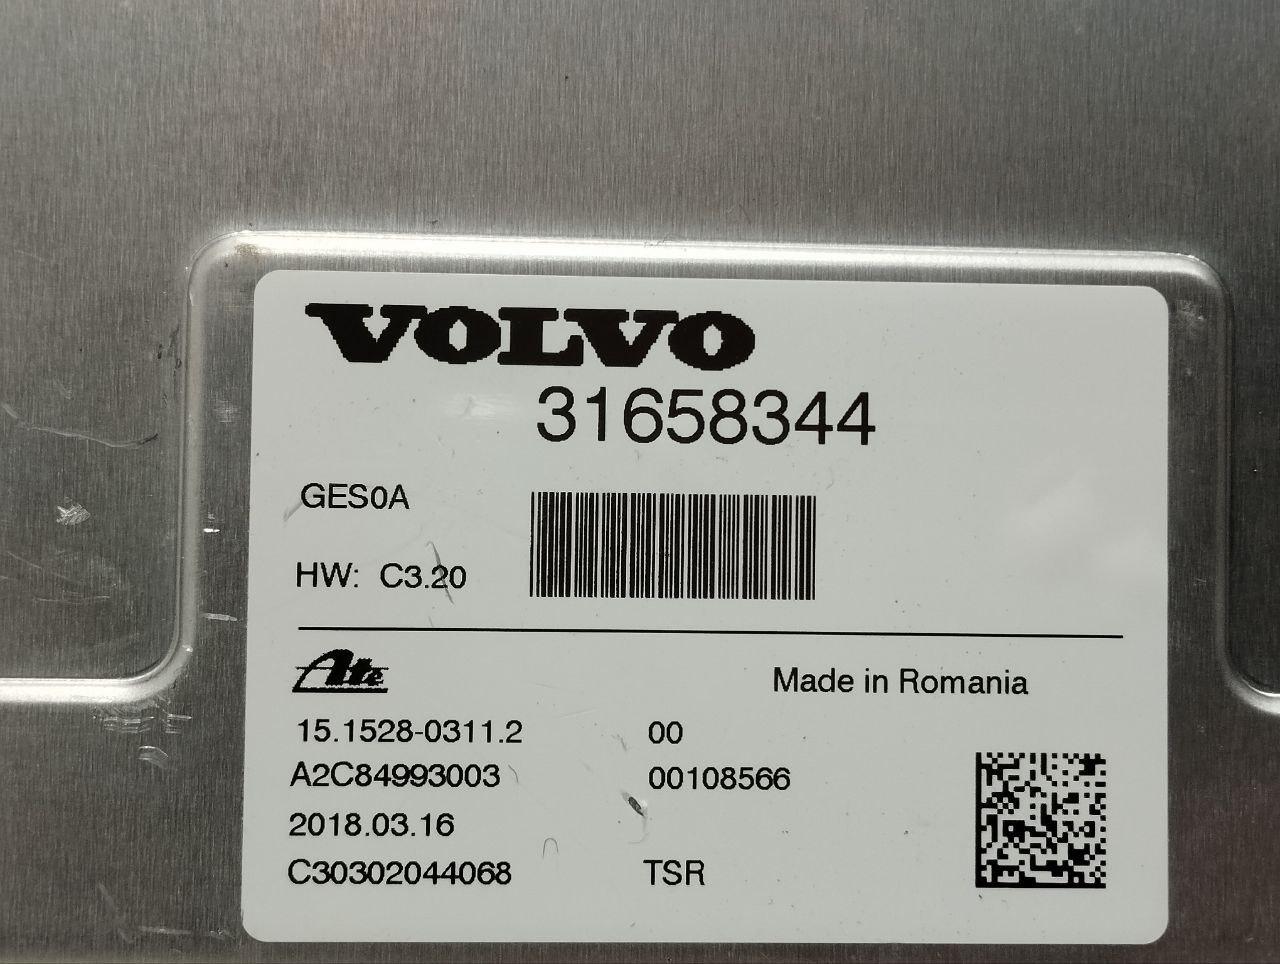 VOLVO
31658344
GES0A
HW: C3.20
Ate
Made in Romania
15.1528-0311.2 00
A2C84993003 00108566
2018.03.16
C30302044068 TSR